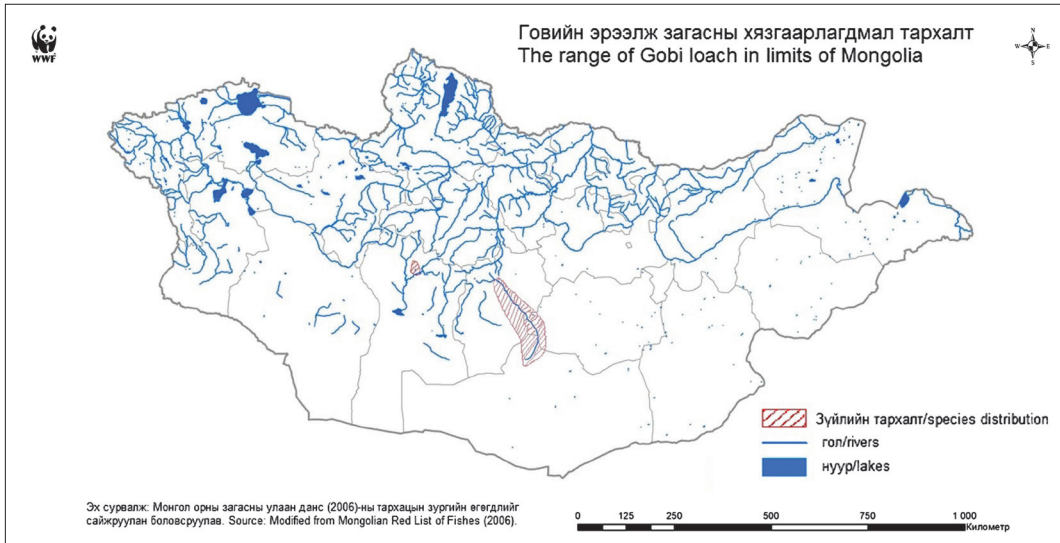 WWF
Говийн эрээлж загасны хязгаарлагдмал тархалт
The range of Gobi loach in limits of Mongolia
N
W E
S
Зүйлийн тархалт/species distribution
гол/rivers
нуур/lakes
Эх сурвалж: Монгол орны загасны улаан данс (2006)-ны тархацын зургийн өгөгдлийг
сайжруулан боловсруулав. Source: Modified from Mongolian Red List of Fishes (2006).
0 125 250 500 750 1 000
Километр